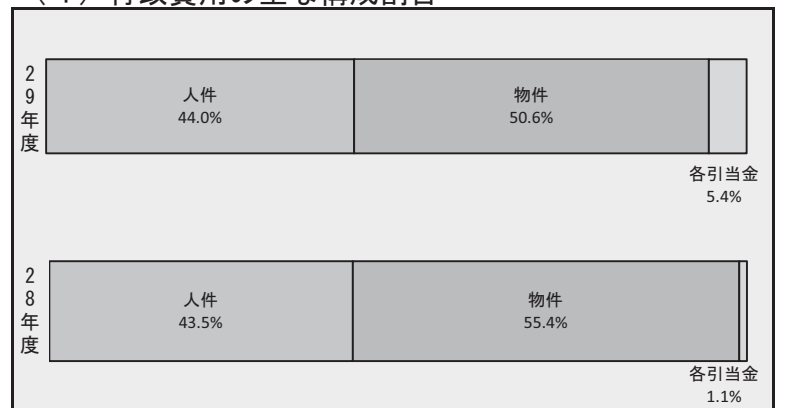 29年度
人件
44.0%
物件
50.6%
各引当金
5.4%
28年度
人件
43.5%
物件
55.4%
各引当金
1.1%